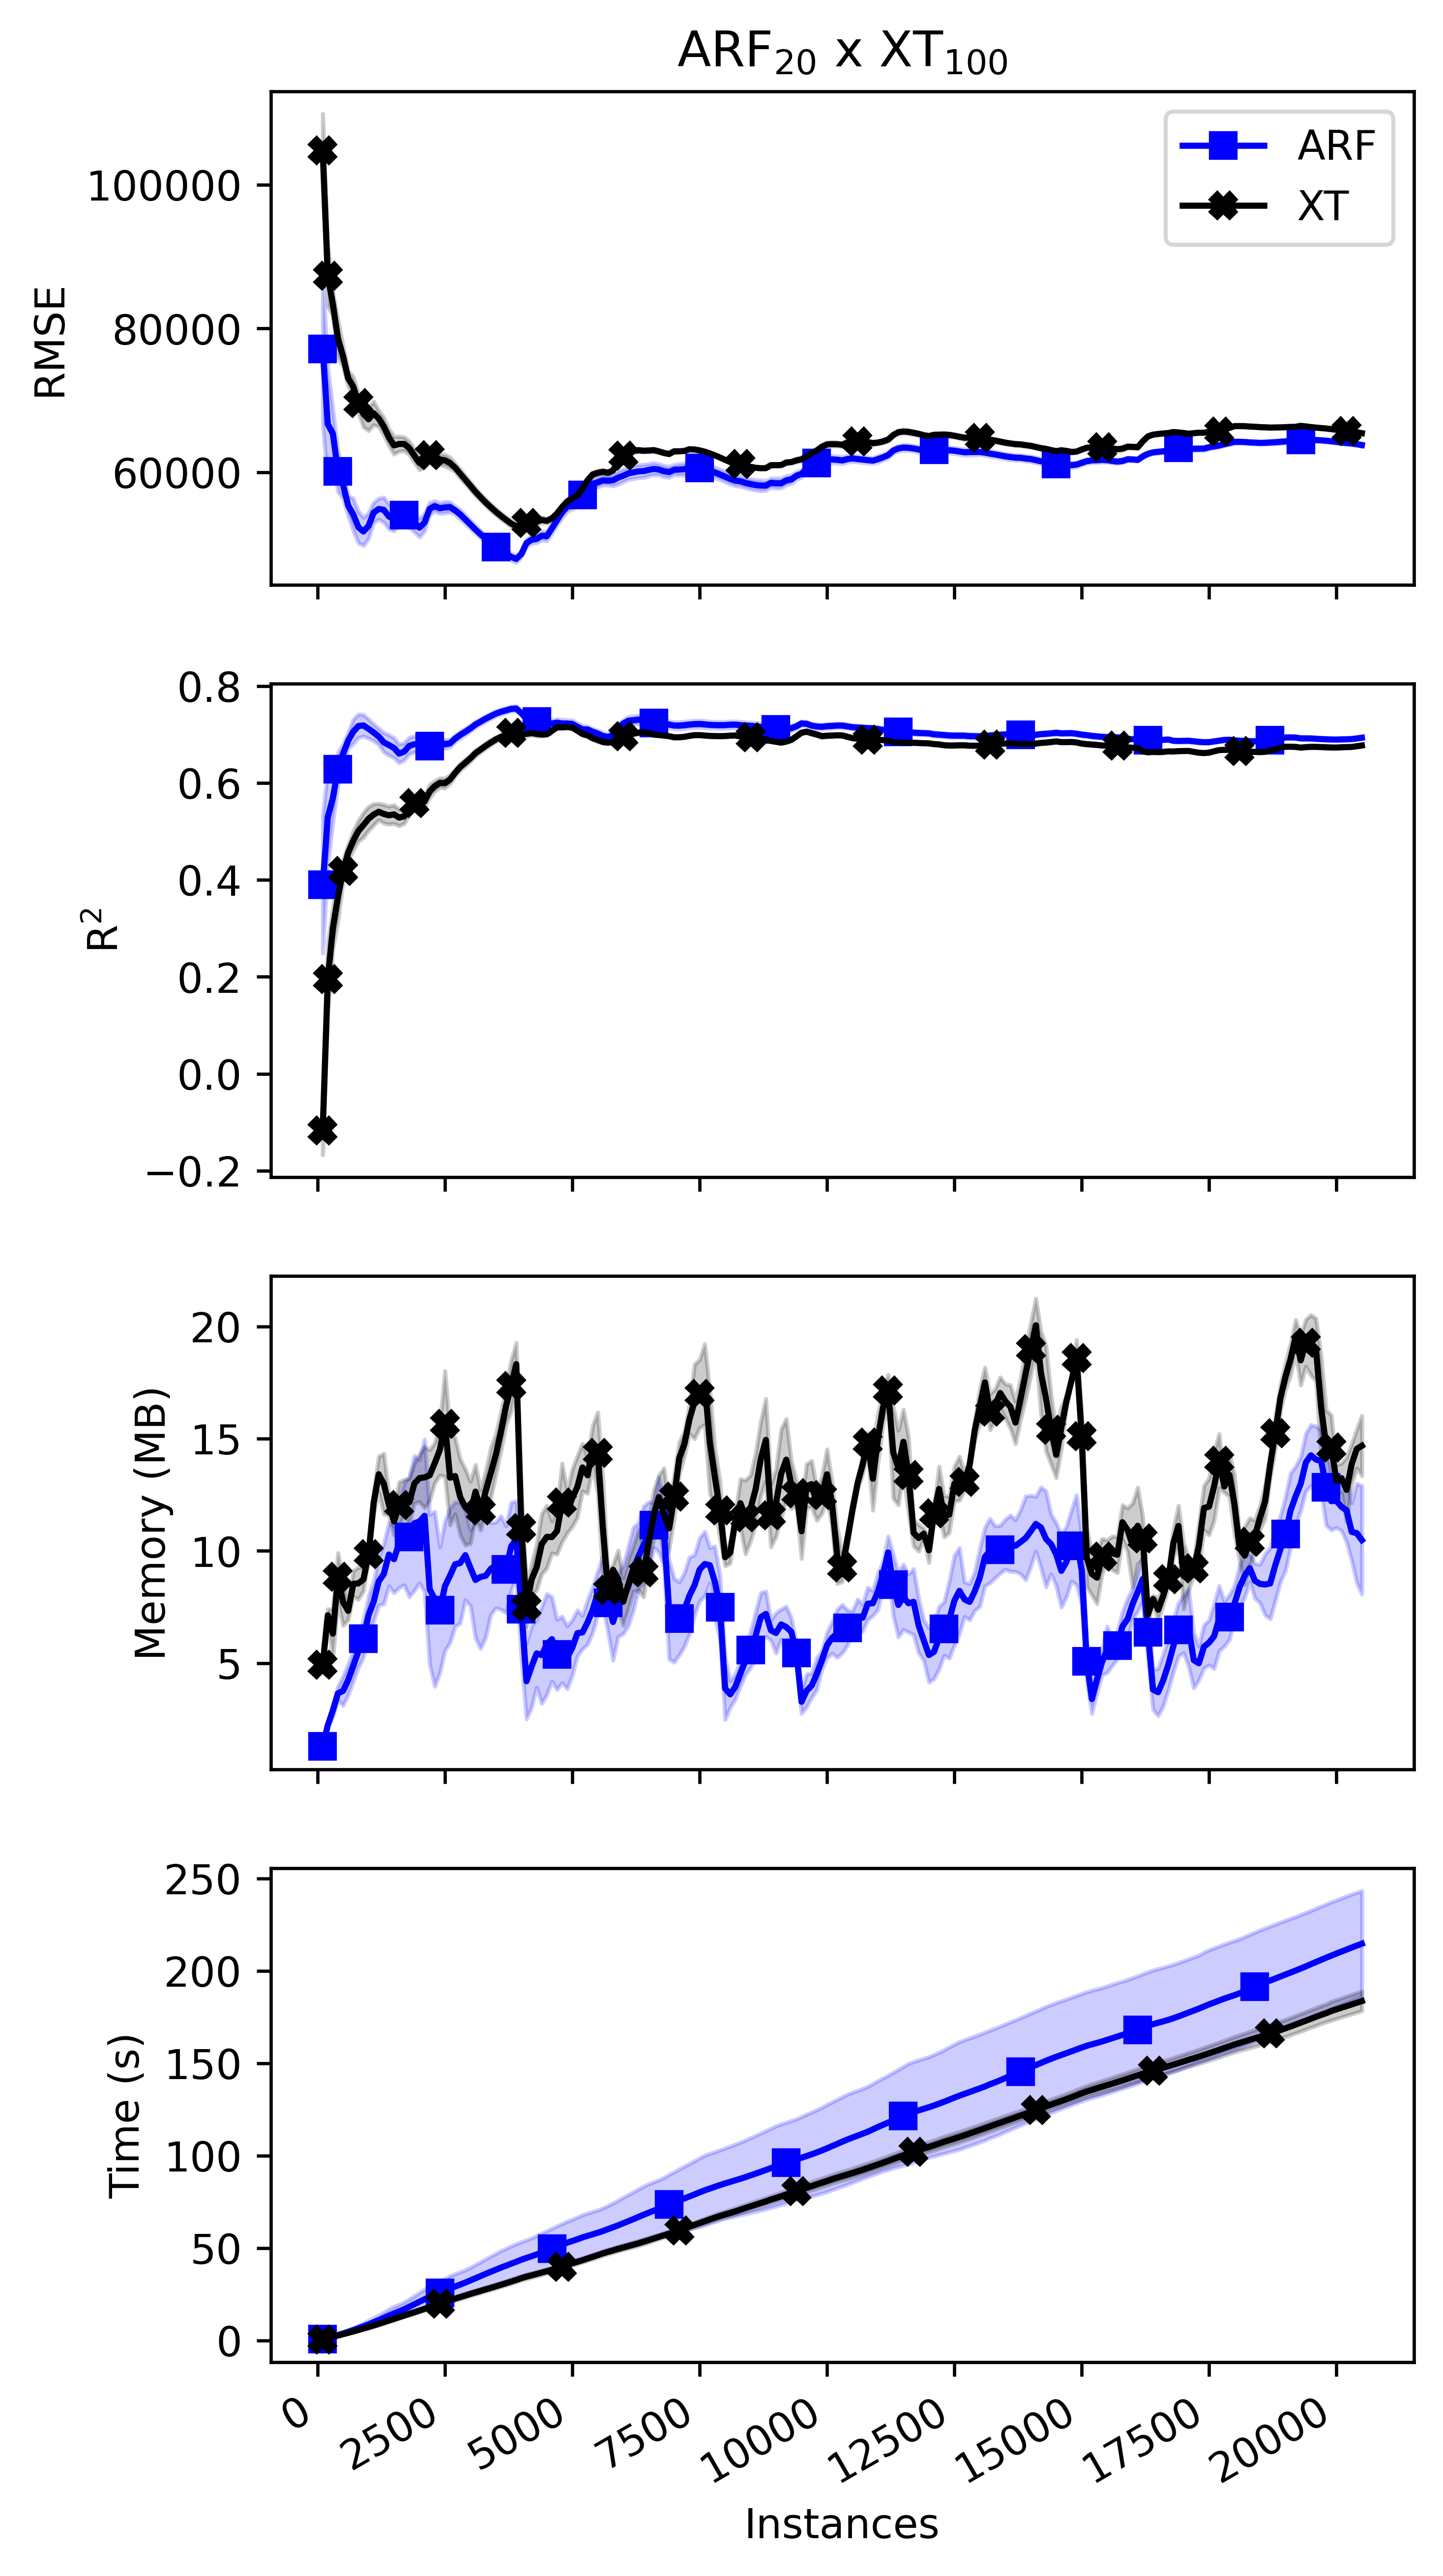 ARF₂₀ x XT₁₀₀
ARF
XT
100000
80000
60000
RMSE
0.8
0.6
0.4
0.2
0.0
−0.2
R²
20
15
10
5
Memory (MB)
250
200
150
100
50
0
Time (s)
0 2500 5000 7500 10000 12500 15000 17500 20000
Instances